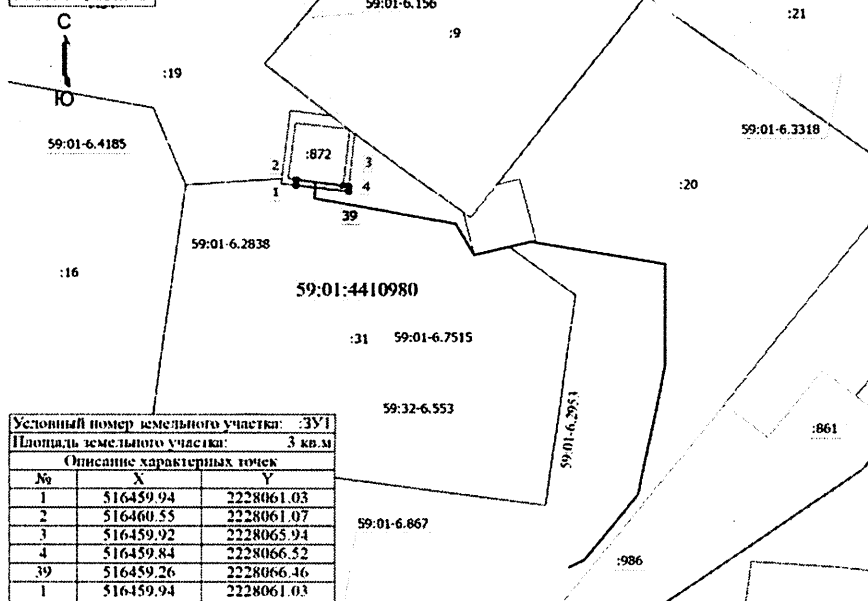 59:01-6.156
:9
:21
С
:19
Ю
59:01-6.4185
59:01-6.3318
:872
2
3
1
4
:20
39
59:01-6.2838
:16
59:01:4410980
:31
59:01-6.7515
59:32-6.553
59:01-6.2953
:861
59:01-6.867
:986
Условный номер земельного участка: :ЗУ1
Площадь земельного участка: 3 кв.м
Описание характерных точек
№ X Y
1 516459.94 2228061.03
2 516460.55 2228061.07
3 516459.92 2228065.94
4 516459.84 2228066.52
39 516459.26 2228066.46
1 516459.94 2228061.03